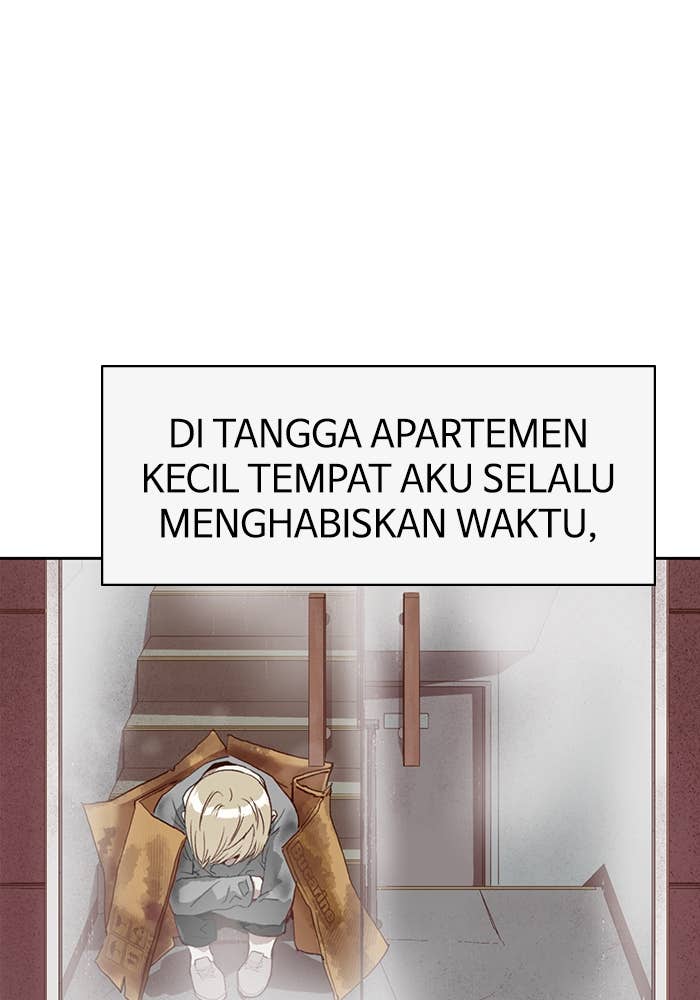 DI TANGGA APARTEMEN
KECIL TEMPAT AKU SELALU
MENGHABISKAN WAKTU,